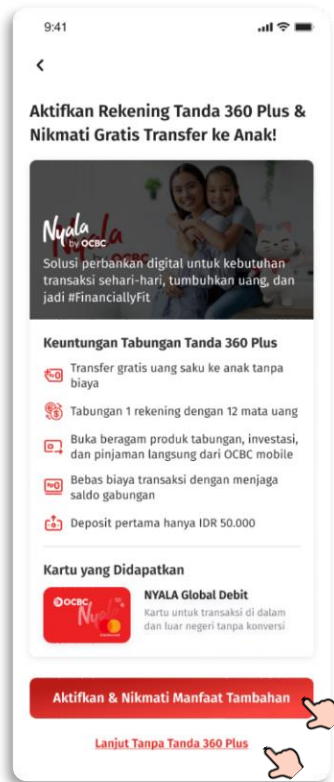 9:41
Aktifkan Rekening Tanda 360 Plus &
Nikmati Gratis Transfer ke Anak!
Nyala
by OCBC
Solusi perbankan digital untuk kebutuhan
transaksi sehari-hari, tumbuhkan uang, dan
jadi #FinanciallyFit
Keuntungan Tabungan Tanda 360 Plus
Transfer gratis uang saku ke anak tanpa
biaya
Tabungan 1 rekening dengan 12 mata uang
Buka beragam produk tabungan, investasi,
dan pinjaman langsung dari OCBC mobile
Bebas biaya transaksi dengan menjaga
saldo gabungan
Deposit pertama hanya IDR 50.000
Kartu yang Didapatkan
OCBC
Nyala
NYALA Global Debit
Kartu untuk transaksi di dalam
dan luar negeri tanpa konversi
Aktifkan & Nikmati Manfaat Tambahan
Lanjut Tanpa Tanda 360 Plus